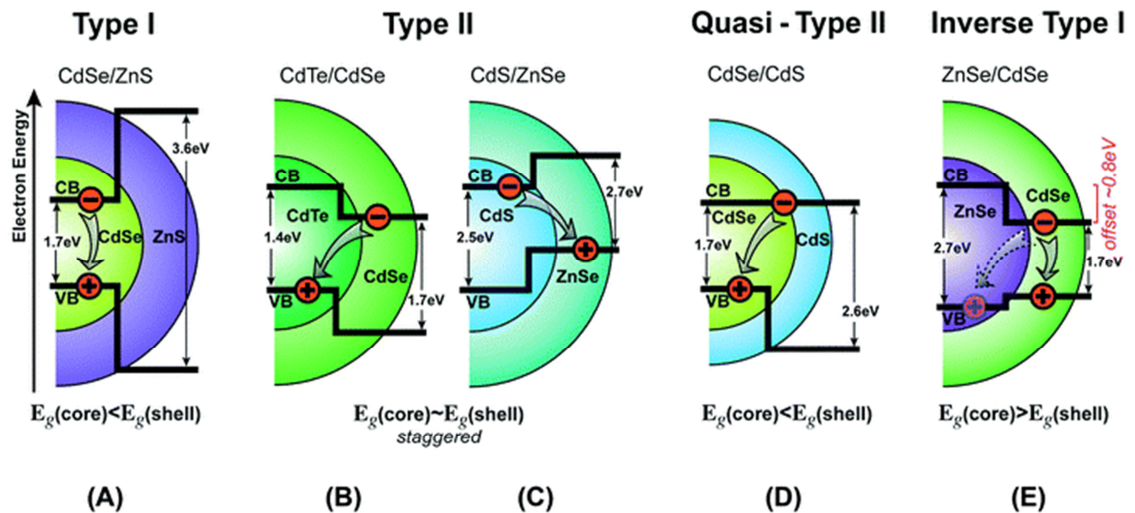 Type I
Type II
Quasi - Type II
Inverse Type I
CdSe/ZnS
CdTe/CdSe
CdS/ZnSe
CdSe/CdS
ZnSe/CdSe
Electron Energy
CB
1.7eV
VB
CdSe
ZnS
3.6eV
CB
CdTe
1.4eV
VB
CdSe
1.7eV
CB
CdS
2.5eV
VB
ZnSe
2.7eV
CB
CdSe
1.7eV
VB
CdS
2.6eV
CB
ZnSe
2.7eV
VB
CdSe
1.7eV
offset ~0.8eV
Eg(core)<Eg(shell)
Eg(core)~Eg(shell)
staggered
Eg(core)<Eg(shell)
Eg(core)>Eg(shell)
(A)
(B)
(C)
(D)
(E)